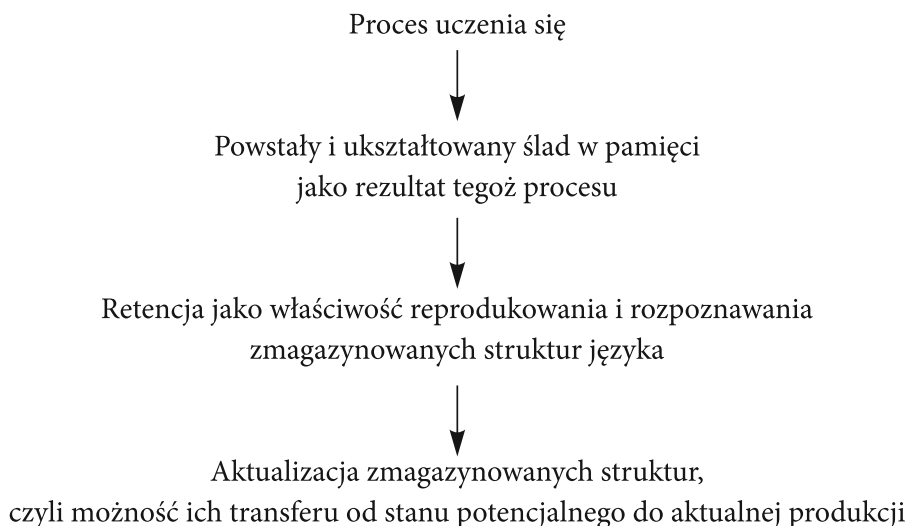 Proces uczenia się
Powstały i ukształtowany ślad w pamięci
jako rezultat tegoż procesu
Retencja jako właściwość reprodukowania i rozpoznawania
zmagazynowanych struktur języka
Aktualizacja zmagazynowanych struktur,
czyli możność ich transferu od stanu potencjalnego do aktualnej produkcji